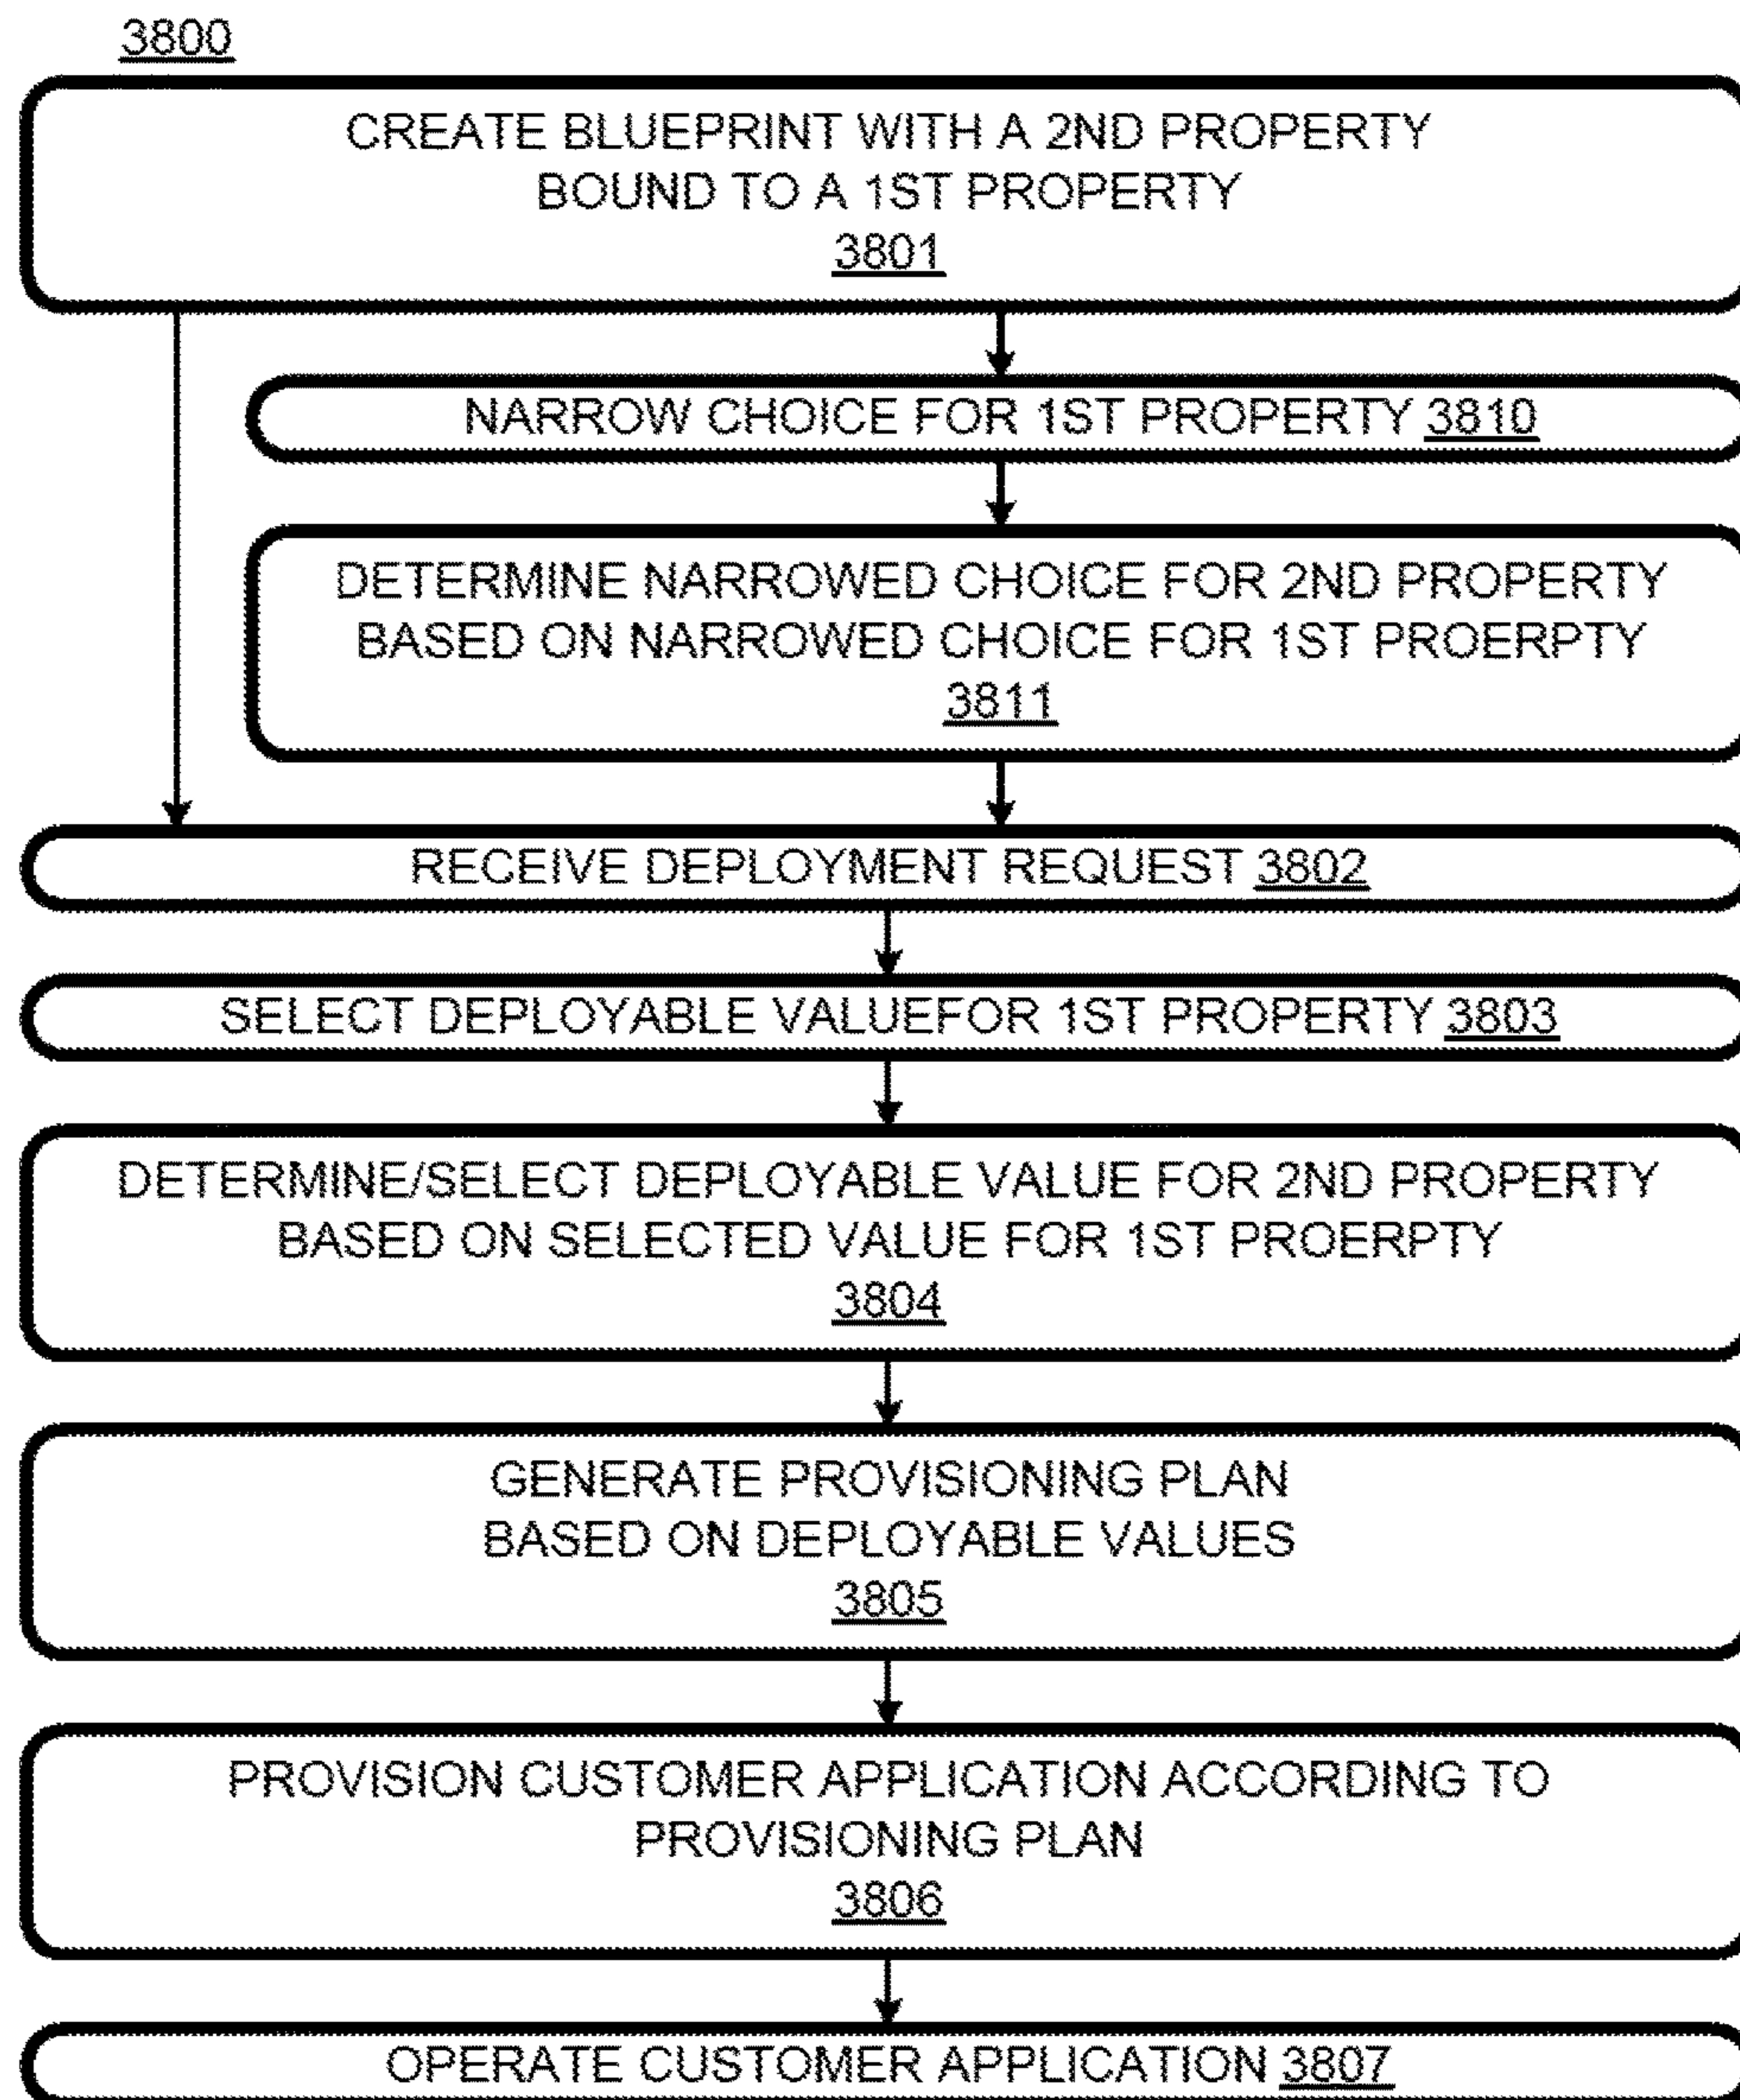 3800
CREATE BLUEPRINT WITH A 2ND PROPERTY
BOUND TO A 1ST PROPERTY
3801
NARROW CHOICE FOR 1ST PROPERTY 3810
DETERMINE NARROWED CHOICE FOR 2ND PROPERTY
BASED ON NARROWED CHOICE FOR 1ST PROERPTY
3811
RECEIVE DEPLOYMENT REQUEST 3802
SELECT DEPLOYABLE VALUEFOR 1ST PROPERTY 3803
DETERMINE/SELECT DEPLOYABLE VALUE FOR 2ND PROPERTY
BASED ON SELECTED VALUE FOR 1ST PROERPTY
3804
GENERATE PROVISIONING PLAN
BASED ON DEPLOYABLE VALUES
3805
PROVISION CUSTOMER APPLICATION ACCORDING TO
PROVISIONING PLAN
3806
OPERATE CUSTOMER APPLICATION 3807